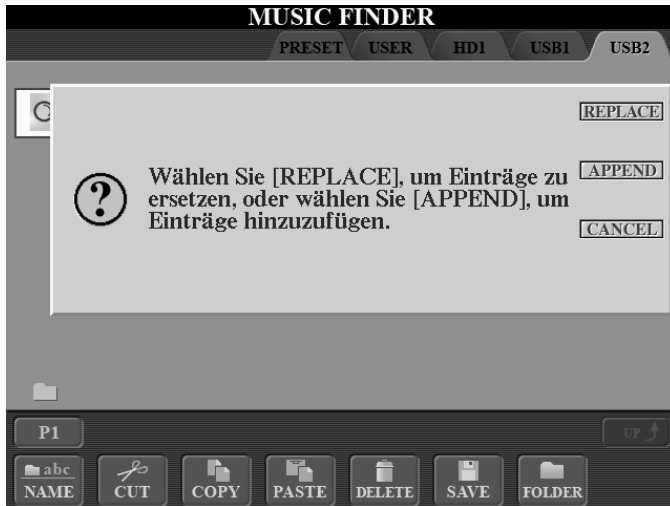 MUSIC FINDER
PRESET USER HD1 USB1 USB2
REPLACE
Wählen Sie [REPLACE], um Einträge zu
ersetzen, oder wählen Sie [APPEND], um
Einträge hinzuzufügen.
APPEND
CANCEL
P1
UP
abc
NAME CUT COPY PASTE DELETE SAVE FOLDER